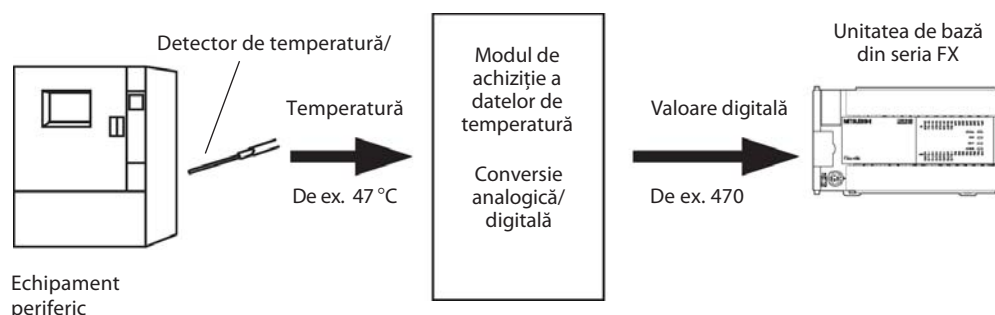 Detector de temperatură/
Temperatură
De ex. 47 °C
Echipament
periferic
Modul de
achiziție a
datelor de
temperatură
Conversie
analogică/
digitală
Valoare digitală
De ex. 470
Unitatea de bază
din seria FX
MITSUBISHI